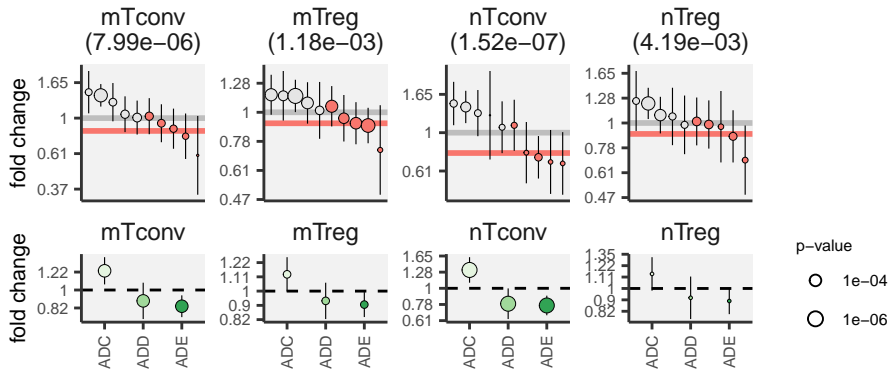 mTconv
(7.99e−06)
mTreg
(1.18e−03)
nTconv
(1.52e−07)
nTreg
(4.19e−03)
fold change
1.65
1
0.61
0.37
1.28
1
0.78
0.61
0.47
1.65
1
0.61
1.65
1.28
1
0.78
0.61
0.47
mTconv
mTreg
nTconv
nTreg
fold change
1.22
1
0.82
1.22
1.11
1
0.9
0.82
1.65
1.28
1
0.78
0.61
1.35
1.22
1.11
1
0.9
0.82
ADC
ADD
ADE
ADC
ADD
ADE
ADC
ADD
ADE
ADC
ADD
ADE
p−value
1e−04
1e−06